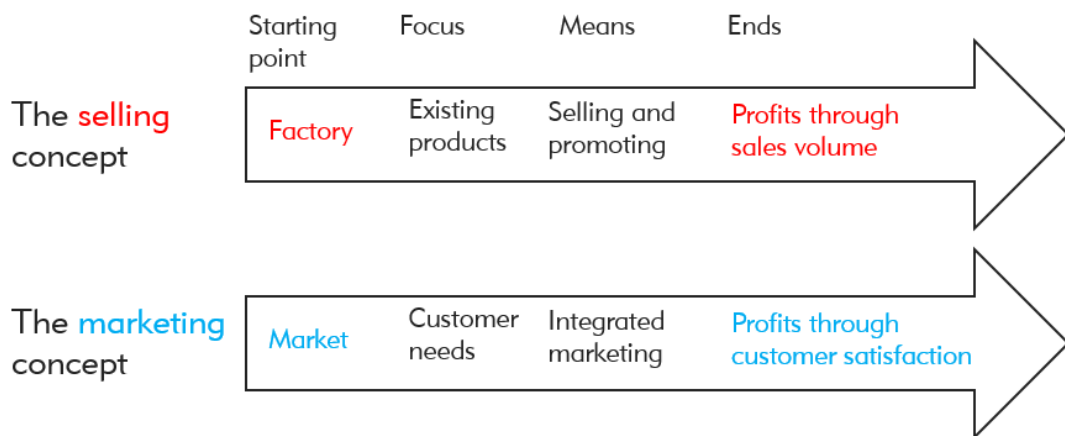 Starting point Focus Means Ends
The selling concept
Factory
Existing products
Selling and promoting
Profits through sales volume
The marketing concept
Market
Customer needs
Integrated marketing
Profits through customer satisfaction